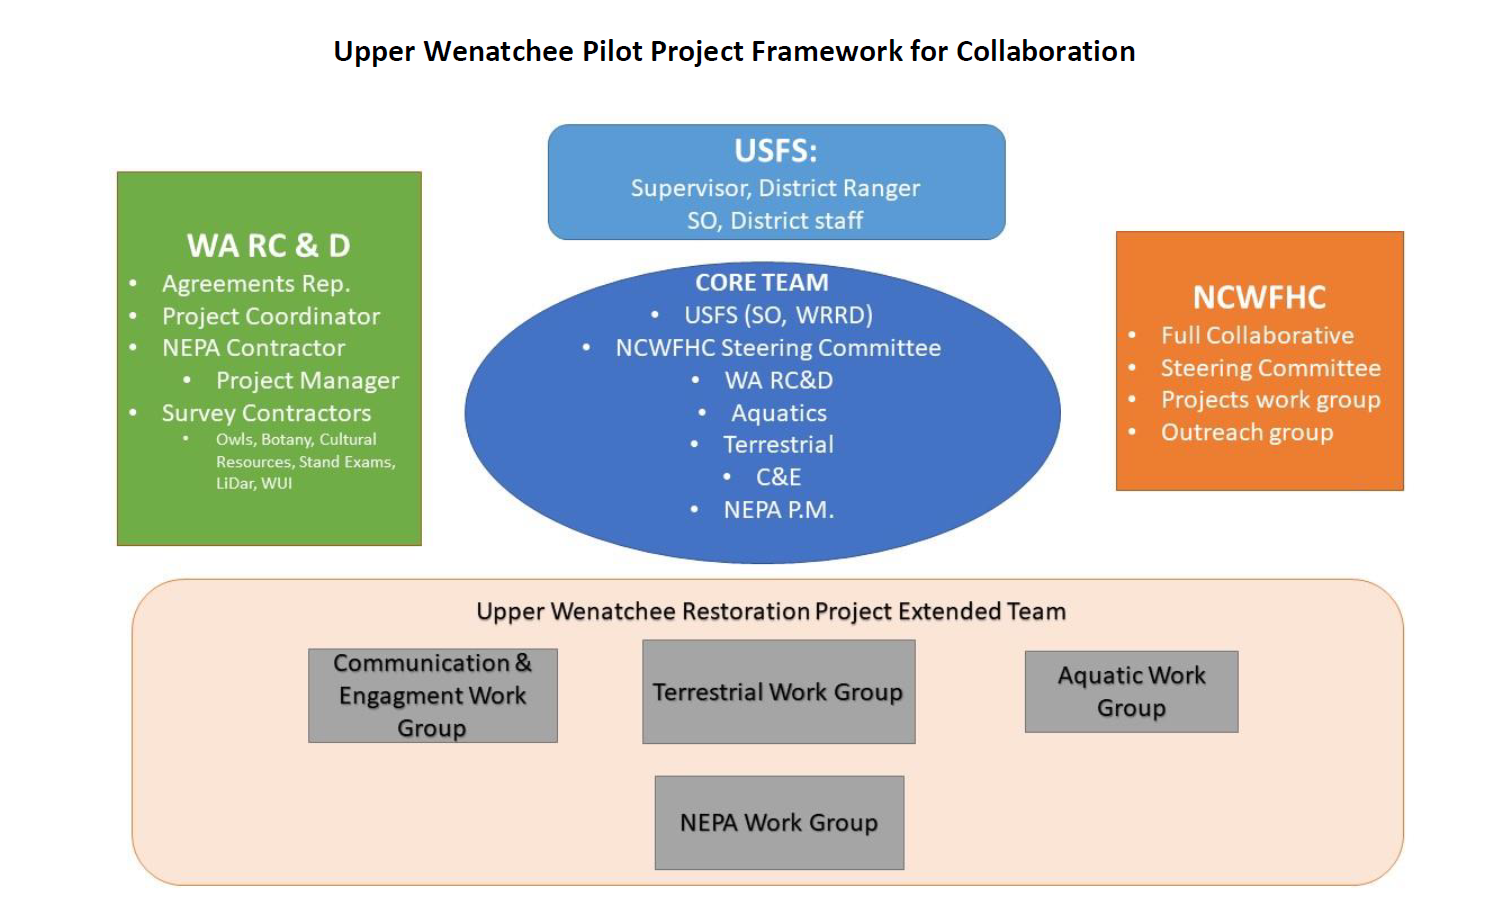 Upper Wenatchee Pilot Project Framework for Collaboration
USFS:
Supervisor, District Ranger
SO, District staff
WA RC & D
• Agreements Rep.
• Project Coordinator
• NEPA Contractor
• Project Manager
• Survey Contractors
• Owls, Botany, Cultural
Resources, Stand Exams,
LiDar, WUI
CORE TEAM
• USFS (SO, WRRD)
• NCWFHC Steering Committee
• WA RC&D
• Aquatics
• Terrestrial
• C&E
• NEPA P.M.
NCWFHC
• Full Collaborative
• Steering Committee
• Projects work group
• Outreach group
Upper Wenatchee Restoration Project Extended Team
Communication &
Engagment Work
Group
Terrestrial Work Group
Aquatic Work
Group
NEPA Work Group